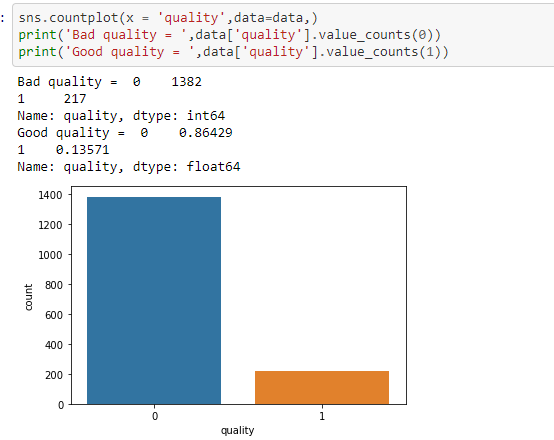 :
sns.countplot(x = 'quality',data=data,)
print('Bad quality = ',data['quality'].value_counts(0))
print('Good quality = ',data['quality'].value_counts(1))
Bad quality =  0    1382
1     217
Name: quality, dtype: int64
Good quality =  0    0.86429
1    0.13571
Name: quality, dtype: float64
1400
1200
1000
800
600
400
200
0
count
0 1
quality